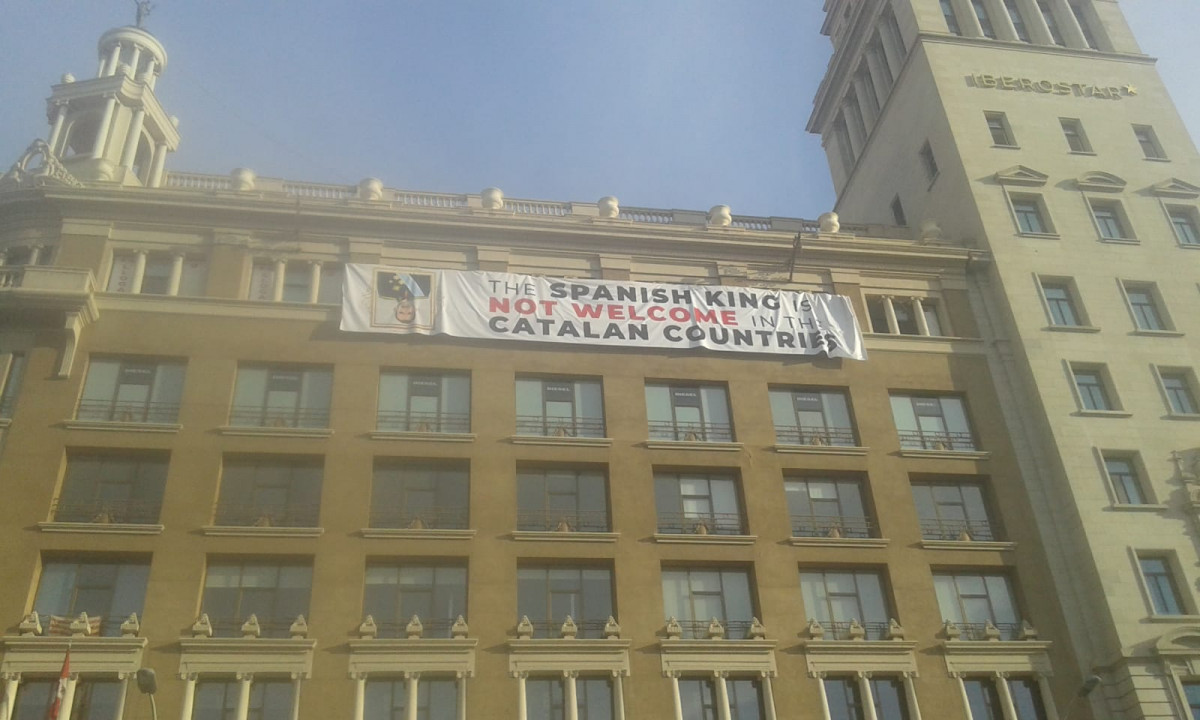 IBEROSTAR
THE SPANISH KING IS
NOT WELCOME IN THE
CATALAN COUNTRIES